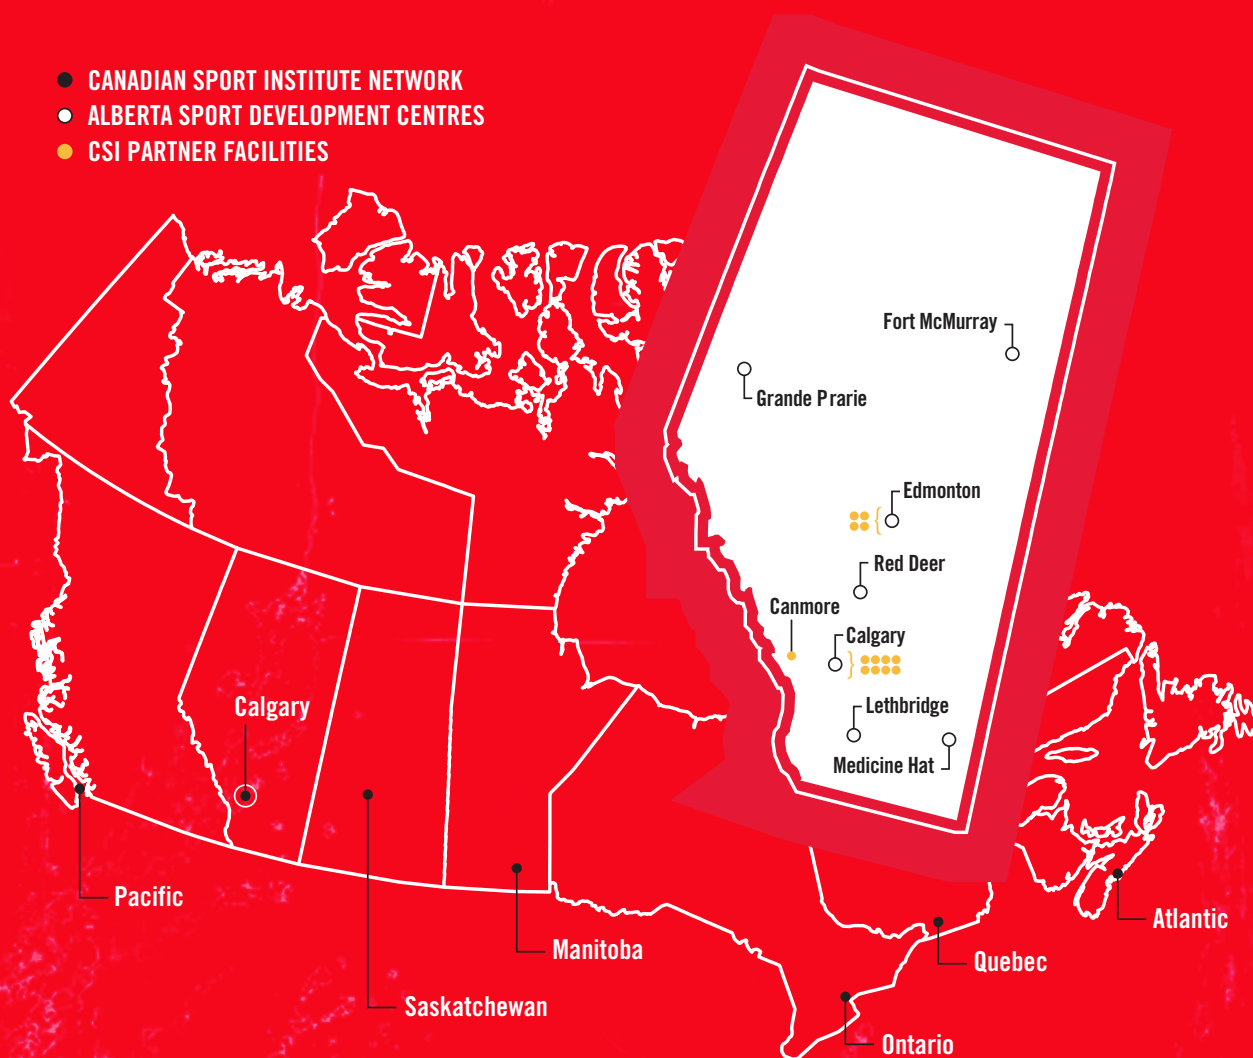 CANADIAN SPORT INSTITUTE NETWORK
ALBERTA SPORT DEVELOPMENT CENTRES
CSI PARTNER FACILITIES
Fort McMurray
Grande Prarie
Edmonton
Red Deer
Canmore
Calgary
Lethbridge
Medicine Hat
Calgary
Pacific
Atlantic
Manitoba
Quebec
Saskatchewan
Ontario